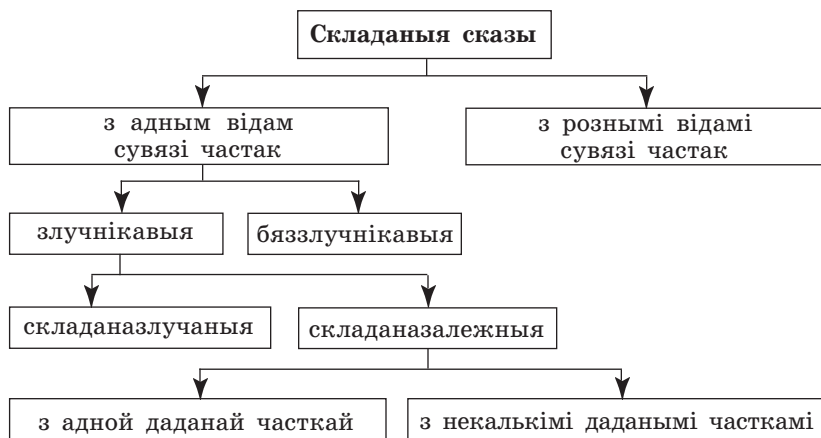 Складаныя сказы
з адным відам
сувязі частак
з рознымі відамі
сувязі частак
злучнікавыя
бяззлучнікавыя
складаназлучаныя
складаназалежныя
з адной даданай часткай
з некалькімі даданымі часткамі